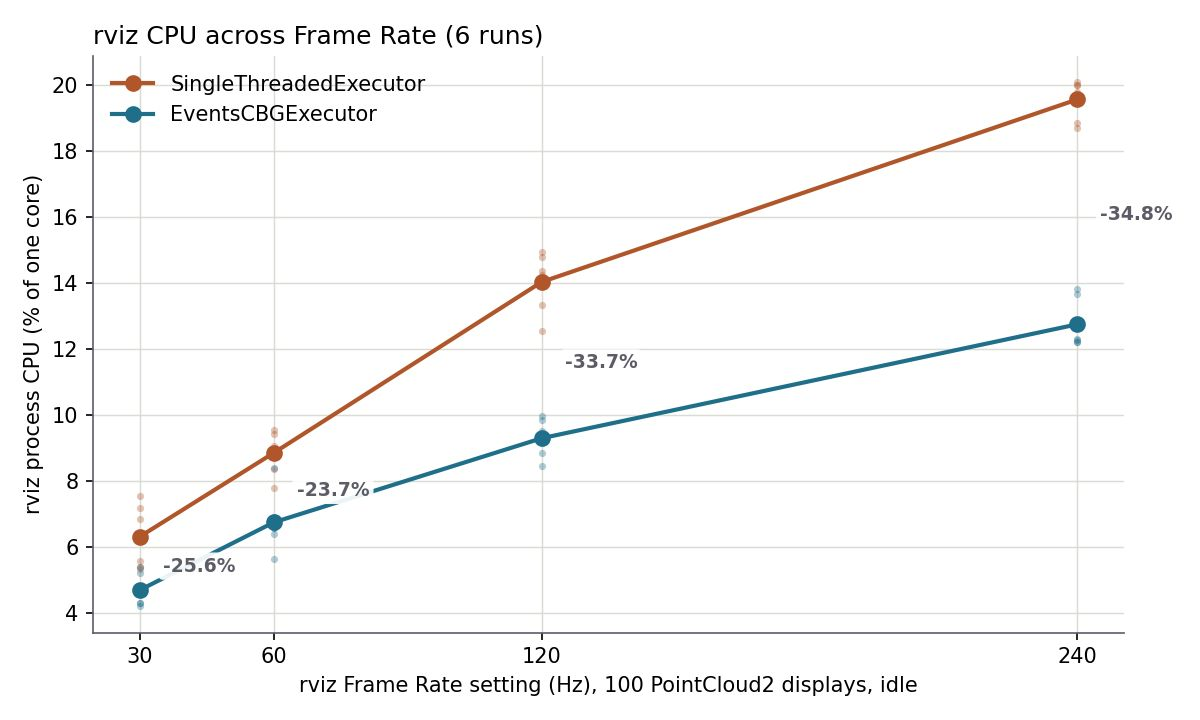 rviz CPU across Frame Rate (6 runs)
SingleThreadedExecutor
EventsCBGExecutor
rviz process CPU (% of one core)
20
18
16
14
12
10
8
6
4
-34.8%
-33.7%
-23.7%
-25.6%
30 60 120 240
rviz Frame Rate setting (Hz), 100 PointCloud2 displays, idle